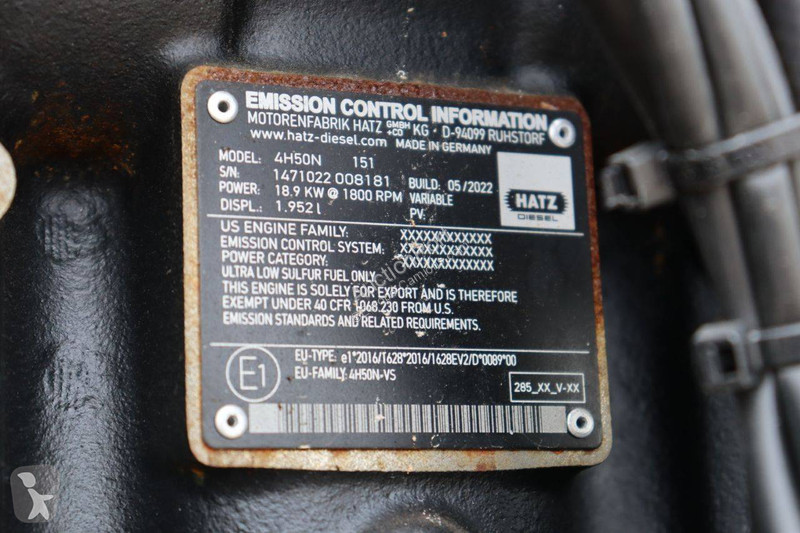 EMISSION CONTROL INFORMATION
MOTORENFABRIK HATZ GMBH +CO KG • D-94099 RUHSTORF
www.hatz-diesel.com MADE IN GERMANY
MODEL: 4H50N 151
S/N: 1471022 008181 BUILD: 05/2022
POWER: 18.9 KW @ 1800 RPM VARIABLE
DISPL.: 1.952 l PV:
HATZ
DIESEL
US ENGINE FAMILY: XXXXXXXXXXXX
EMISSION CONTROL SYSTEM: XXXXXXXXXXXX
POWER CATEGORY: XXXXXXXXXXXX
ULTRA LOW SULFUR FUEL ONLY
THIS ENGINE IS SOLELY FOR EXPORT AND IS THEREFORE
EXEMPT UNDER 40 CFR 1068.230 FROM U.S.
EMISSION STANDARDS AND RELATED REQUIREMENTS.
E1
EU-TYPE: e1*2016/1628*2016/1628EV2/D*0089*00
EU-FAMILY: 4H50N-VS
285_XX_V-XX